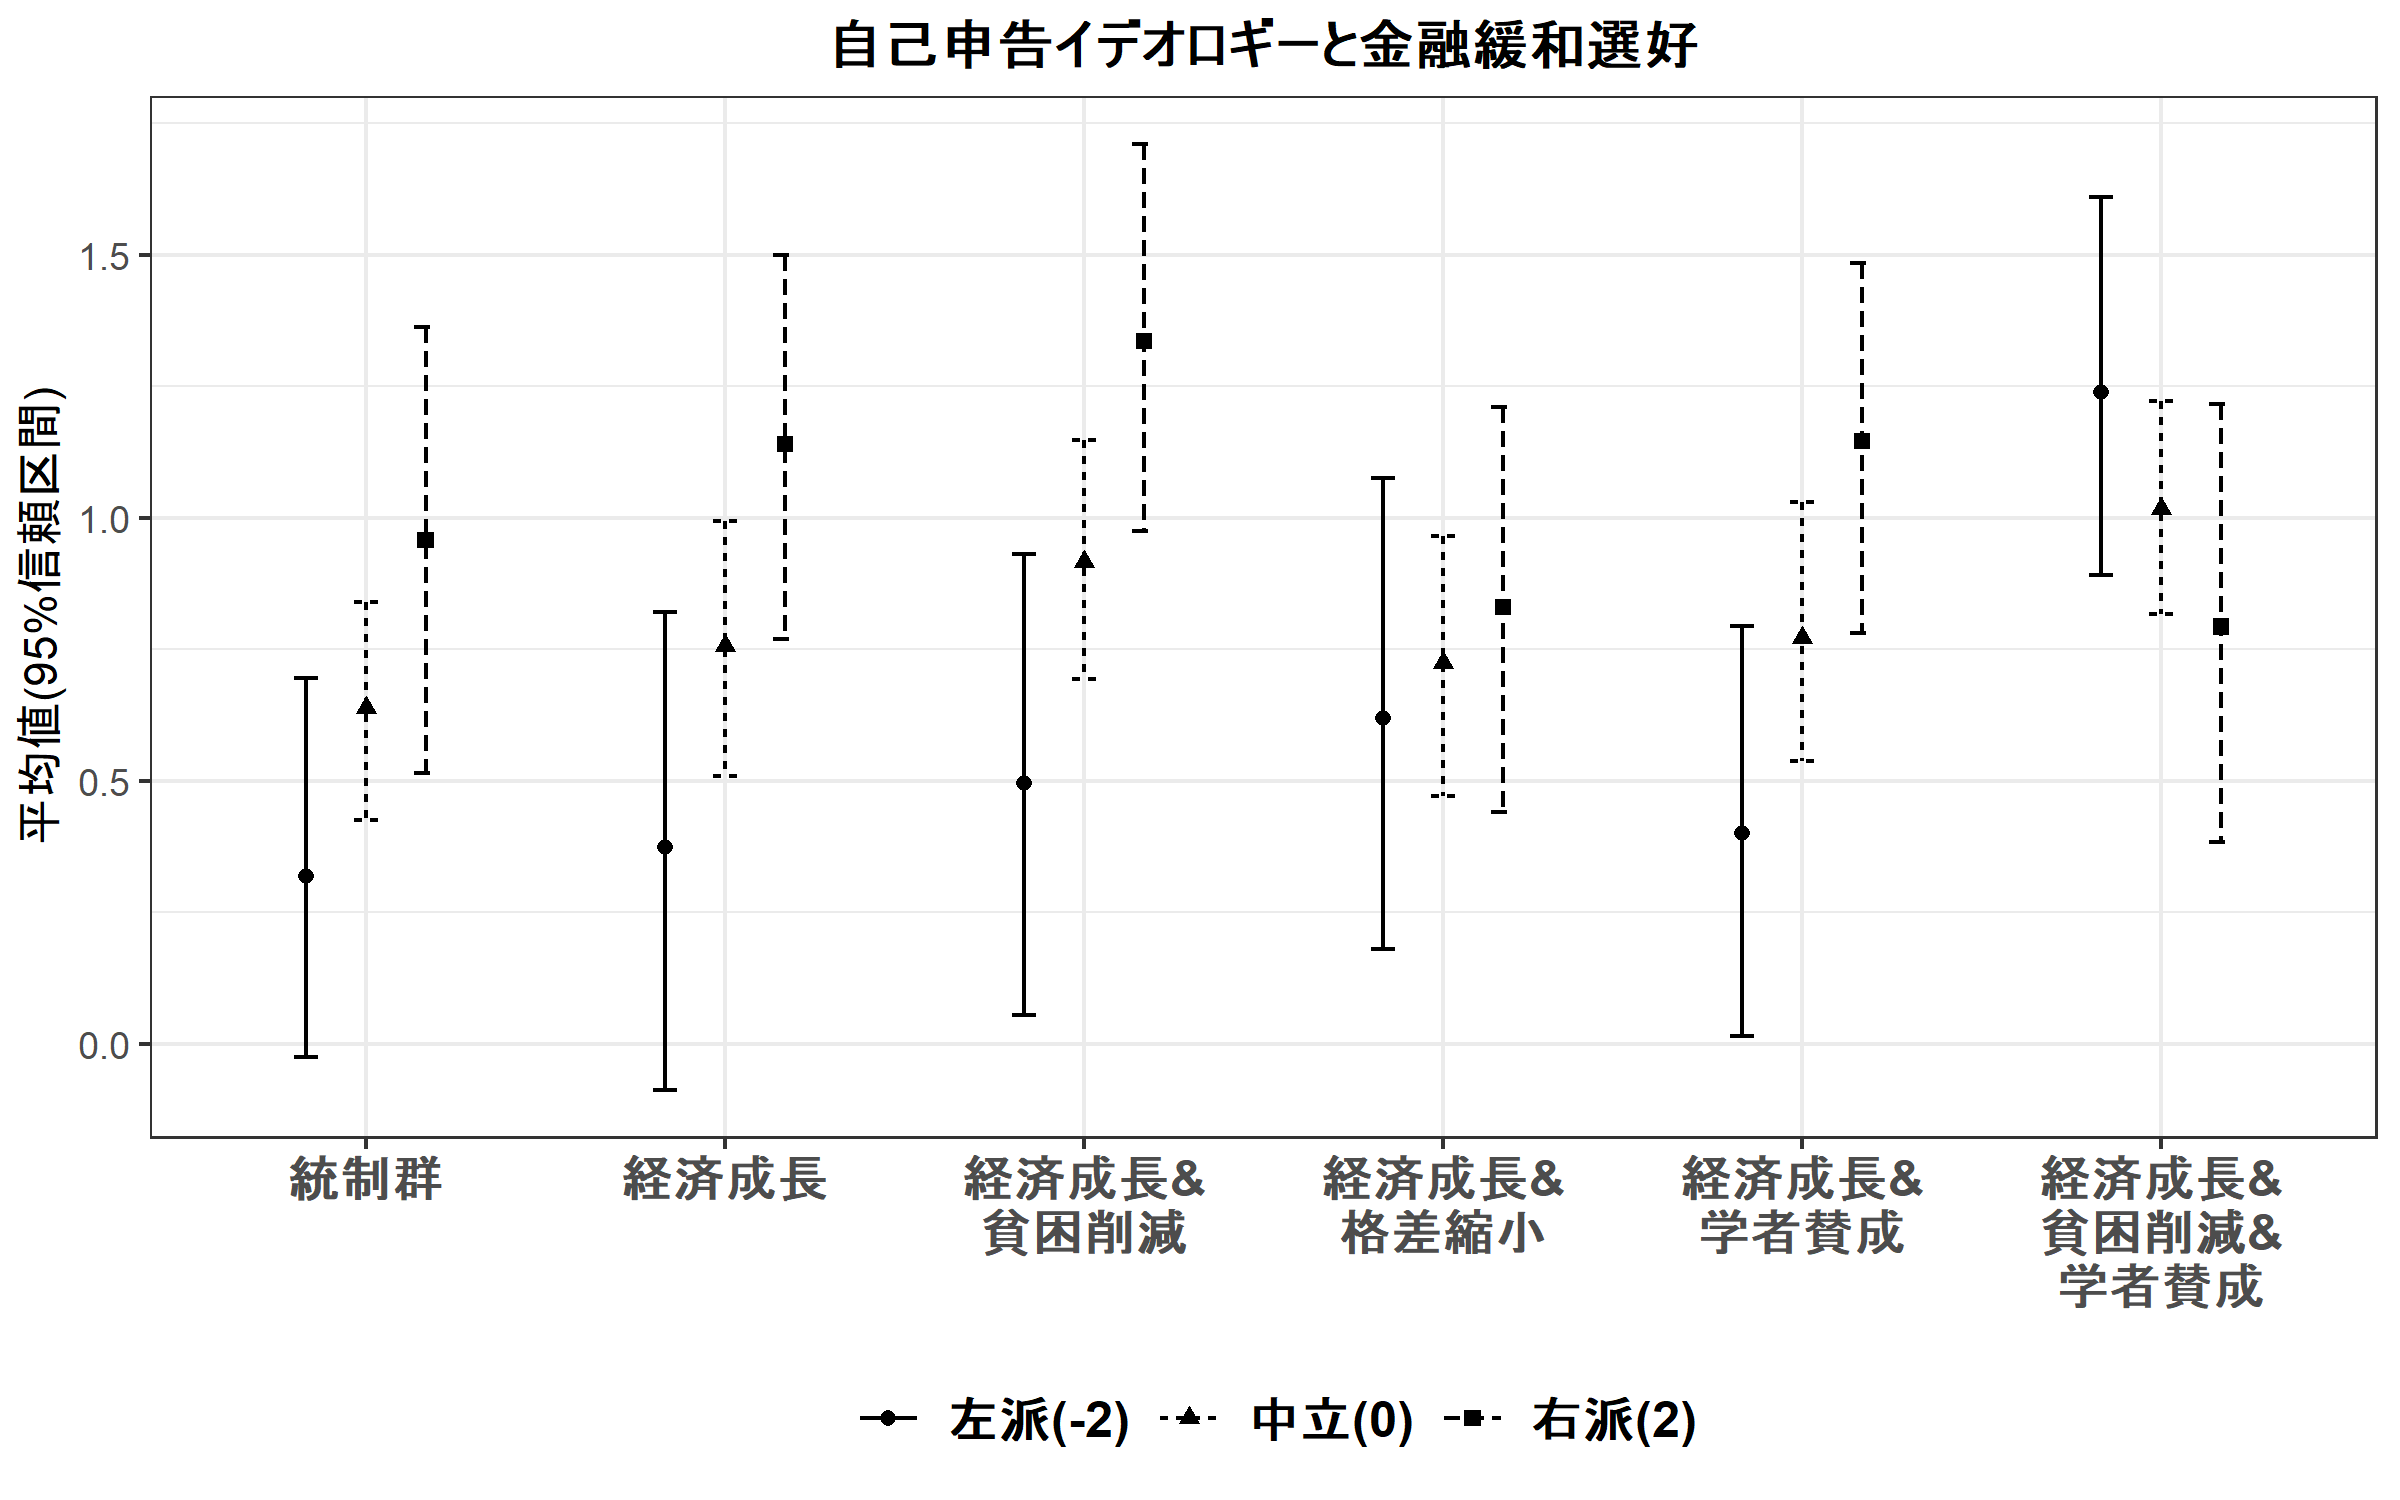 自己申告イデオロギーと金融緩和選好
平均値(95%信頼区間)
1.5
1.0
0.5
0.0
統制群
経済成長
経済成長&
貧困削減
経済成長&
格差縮小
経済成長&
学者賛成
経済成長&
貧困削減&
学者賛成
左派(-2)
中立(0)
右派(2)